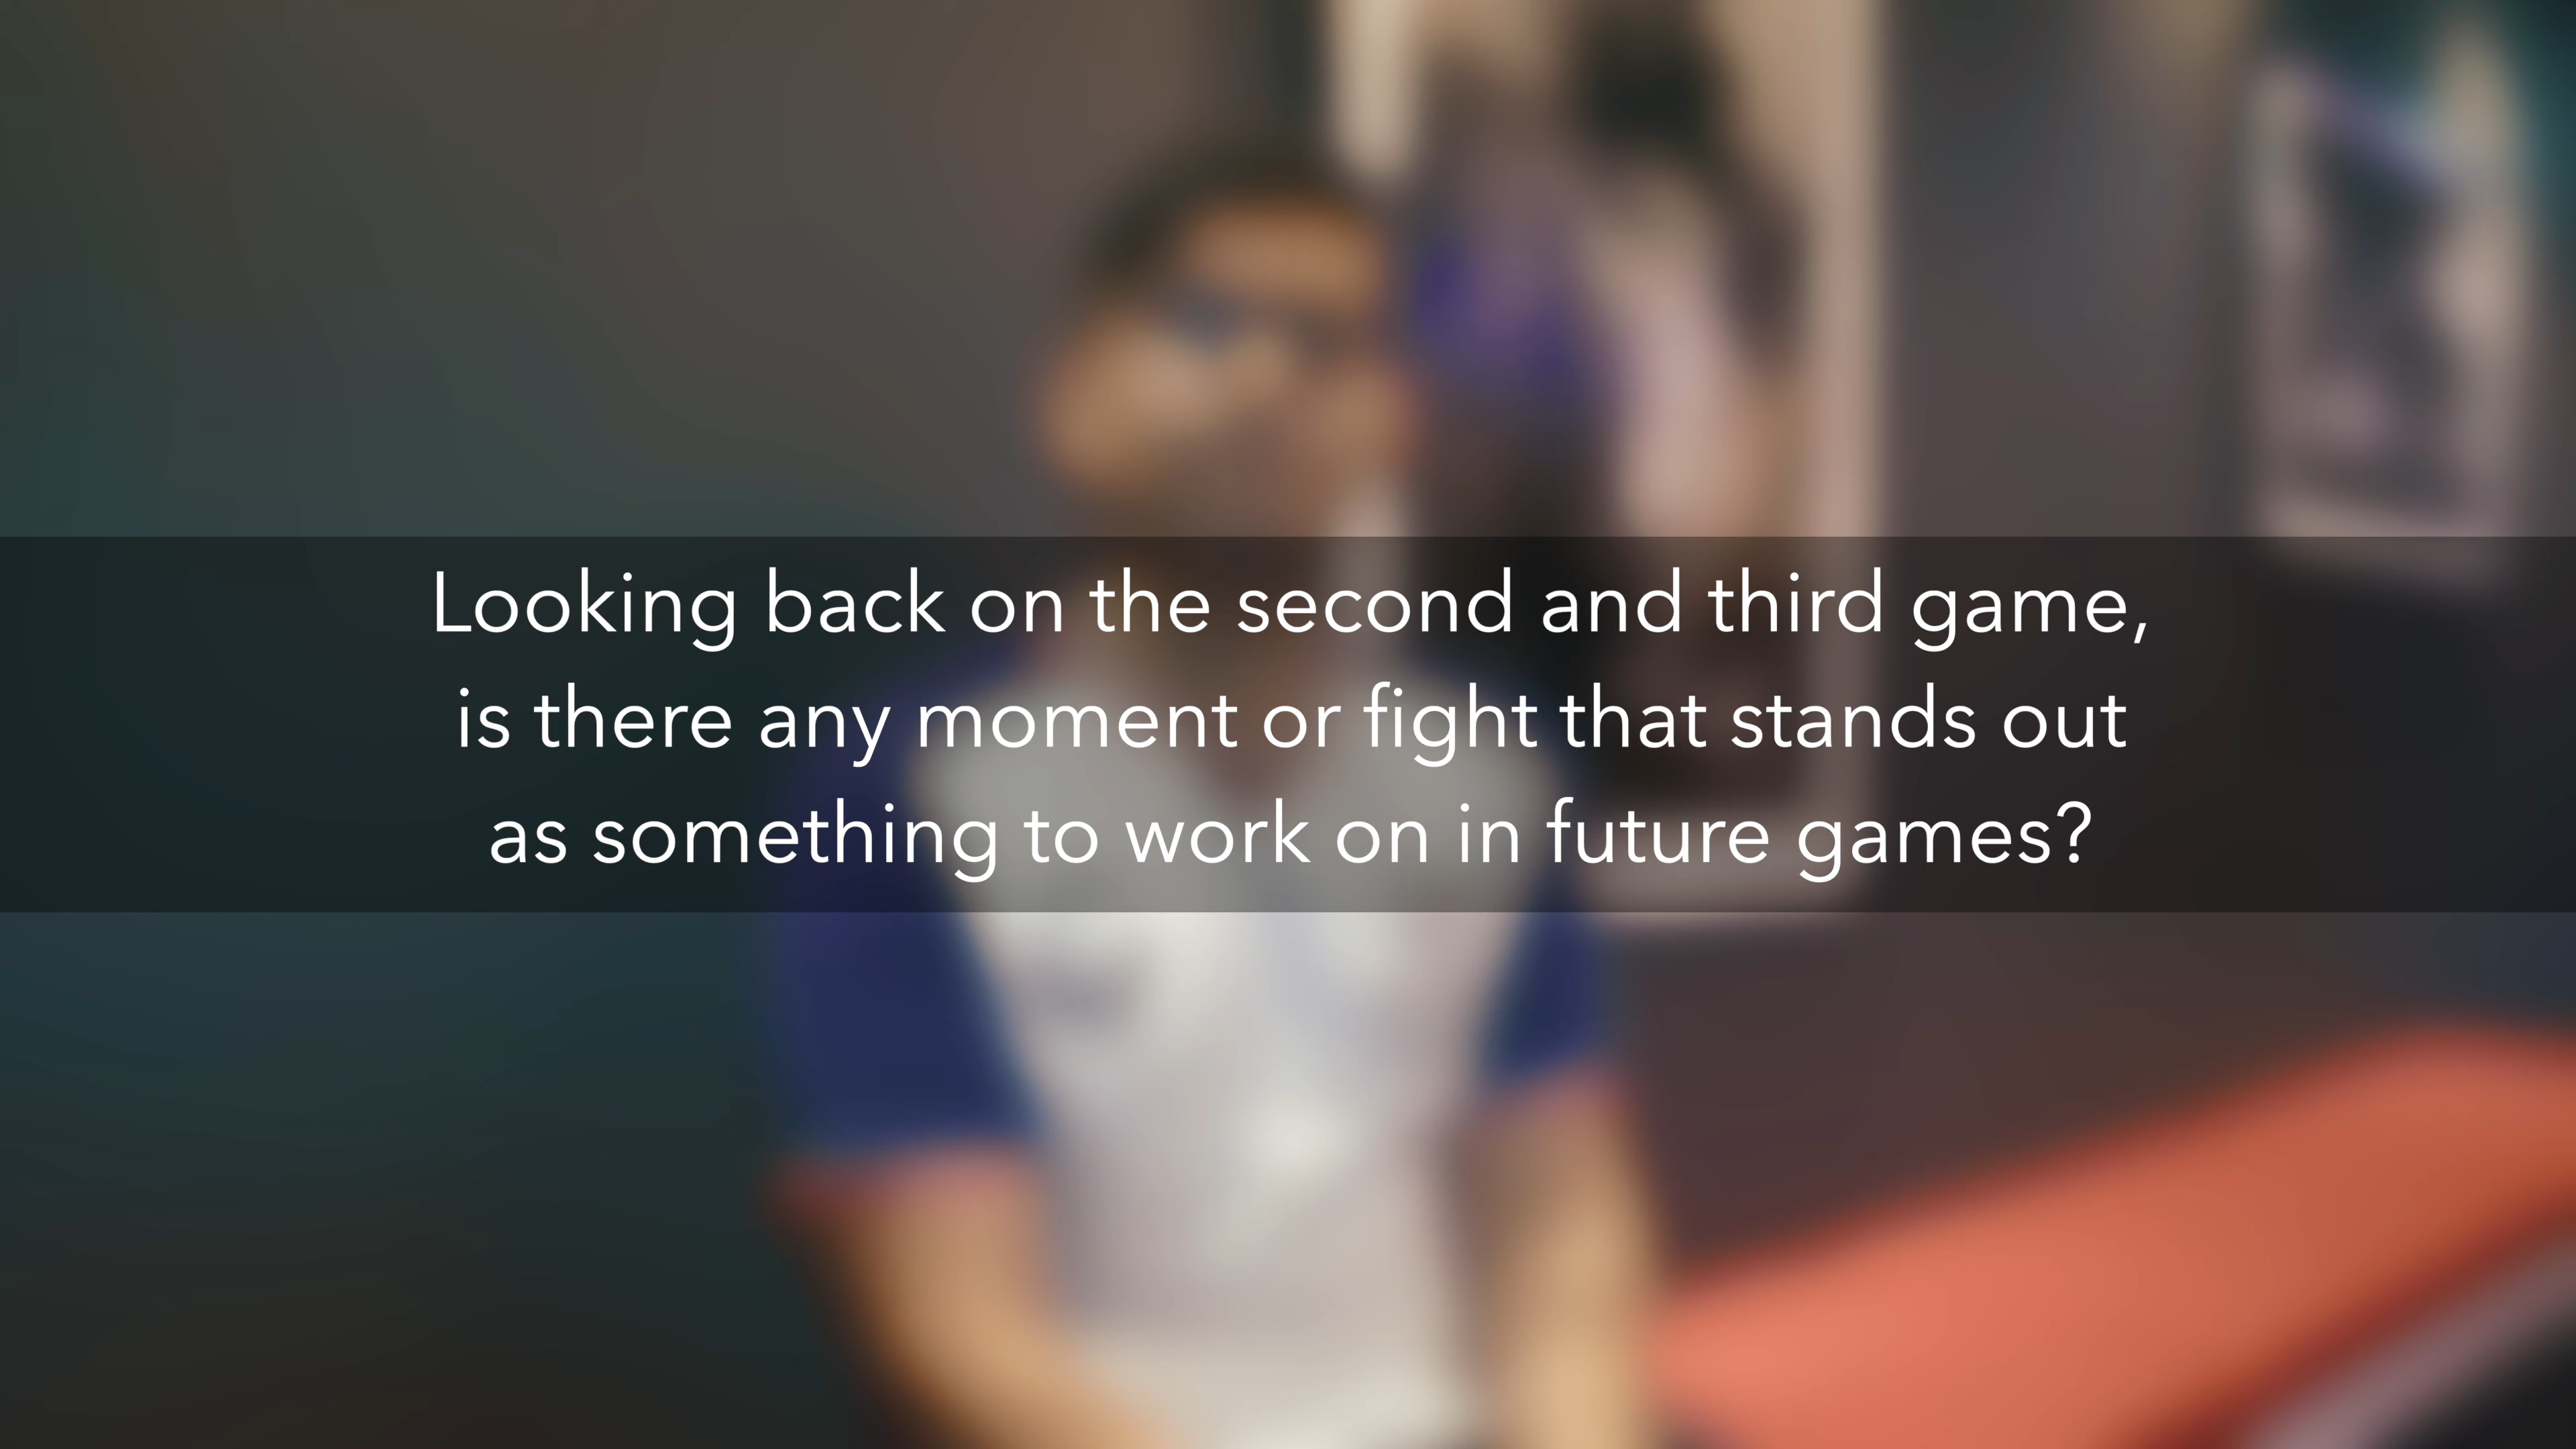 Looking back on the second and third game,
is there any moment or fight that stands out
as something to work on in future games?